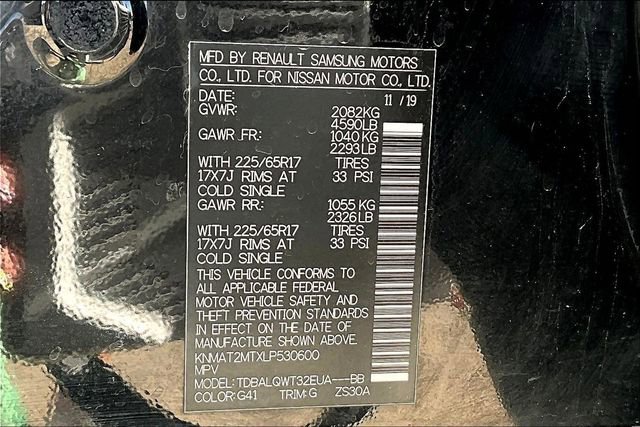 MFD BY RENAULT SAMSUNG MOTORS
CO., LTD. FOR NISSAN MOTOR CO., LTD.
DATE: 11 / 19
GVWR: 2082KG
4590LB
GAWR FR: 1040KG
2293LB
WITH 225/65R17 TIRES
17X7J RIMS AT 33 PSI
COLD SINGLE
GAWR RR: 1055 KG
2326LB
WITH 225/65R17 TIRES
17X7J RIMS AT 33 PSI
COLD SINGLE
THIS VEHICLE CONFORMS TO
ALL APPLICABLE FEDERAL
MOTOR VEHICLE SAFETY AND
THEFT PREVENTION STANDARDS
IN EFFECT ON THE DATE OF
MANUFACTURE SHOWN ABOVE.
KNMAT2MTXLP530600
MPV
MODEL: TDBALQWT32EUA---BB
COLOR: G41 TRIM:G ZS30A